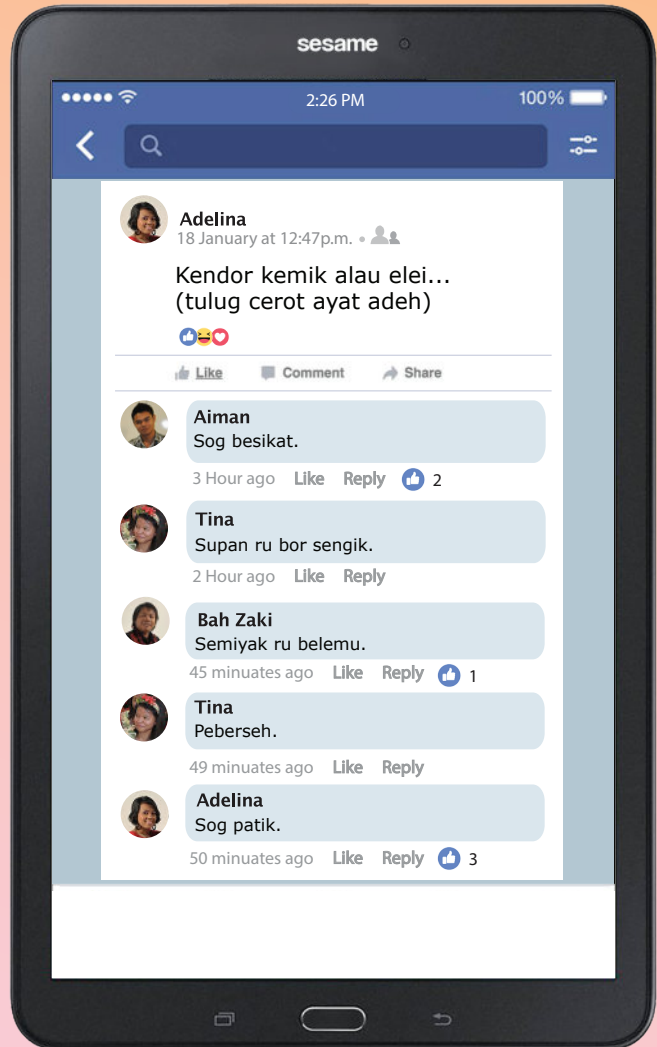 sesame
2:26 PM
100%
Adelina
18 January at 12:47p.m.
Kendor kemik alau elei...
(tulug cerot ayat adeh)
Like Comment Share
Aiman
Sog besikat.
3 Hour ago Like Reply 2
Tina
Supan ru bor sengik.
2 Hour ago Like Reply
Bah Zaki
Semiyak ru belemu.
45 minuates ago Like Reply 1
Tina
Peberseh.
49 minuates ago Like Reply
Adelina
Sog patik.
50 minuates ago Like Reply 3